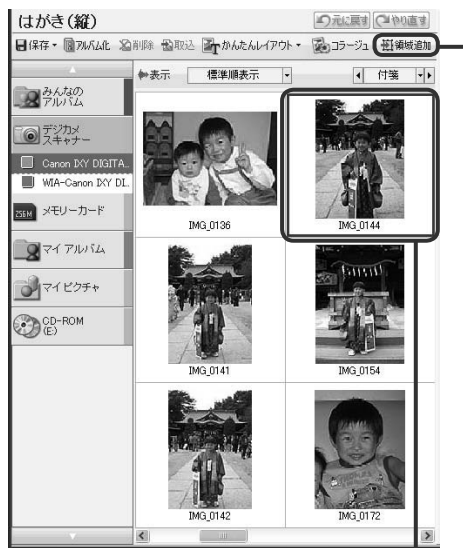 はがき(縦)
元に戻す やり直す
保存 アルバム化 削除 取込 かんたんレイアウト コラージュ 領域追加
表示 標準順表示 付箋
みんなの
アルバム
デジカメ
スキャナー
Canon IXY DIGITA..
WIA-Canon IXY DI..
256M メモリーカード
マイ アルバム
マイ ピクチャ
CD-ROM
(E:)
IMG_0136 IMG_0144
IMG_0141 IMG_0154
IMG_0142 IMG_0172